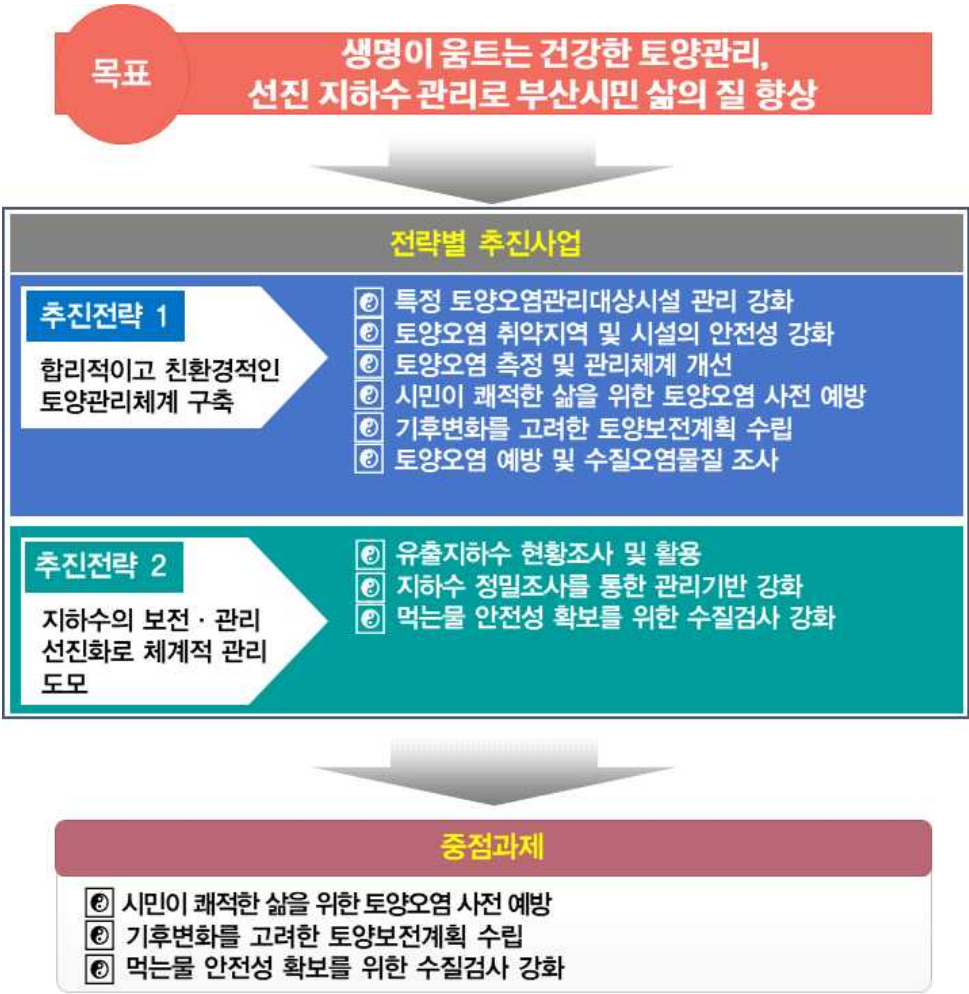 목표
생명이 움트는 건강한 토양관리,
선진 지하수 관리로 부산시민 삶의 질 향상
전략별 추진사업
추진전략 1
합리적이고 친환경적인
토양관리체계 구축
특정 토양오염관리대상시설 관리 강화
토양오염 취약지역 및 시설의 안전성 강화
토양오염 측정 및 관리체계 개선
시민이 쾌적한 삶을 위한 토양오염 사전 예방
기후변화를 고려한 토양보전계획 수립
토양오염 예방 및 수질오염물질 조사
추진전략 2
지하수의 보전 · 관리
선진화로 체계적 관리
도모
유출지하수 현황조사 및 활용
지하수 정밀조사를 통한 관리기반 강화
먹는물 안전성 확보를 위한 수질검사 강화
중점과제
시민이 쾌적한 삶을 위한 토양오염 사전 예방
기후변화를 고려한 토양보전계획 수립
먹는물 안전성 확보를 위한 수질검사 강화